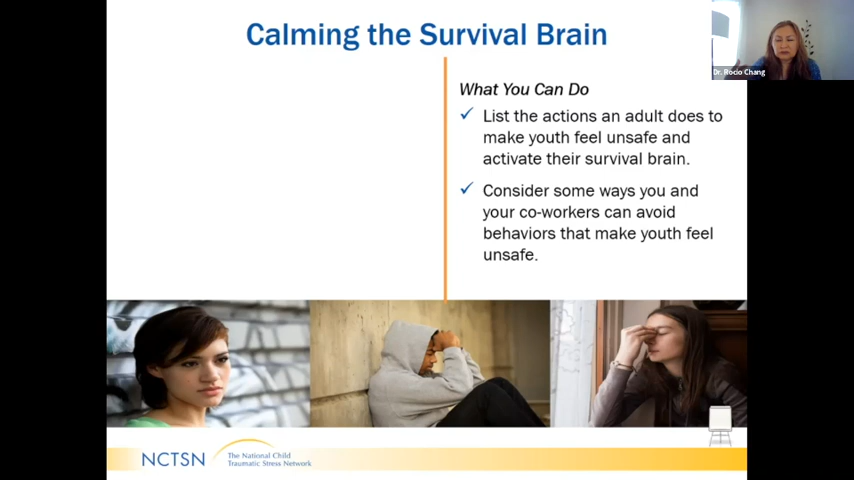 Calming the Survival Brain
Dr. Rocio Chang
What You Can Do
List the actions an adult does to
make youth feel unsafe and
activate their survival brain.
Consider some ways you and
your co-workers can avoid
behaviors that make youth feel
unsafe.
NCTSN
The National Child
Traumatic Stress Network